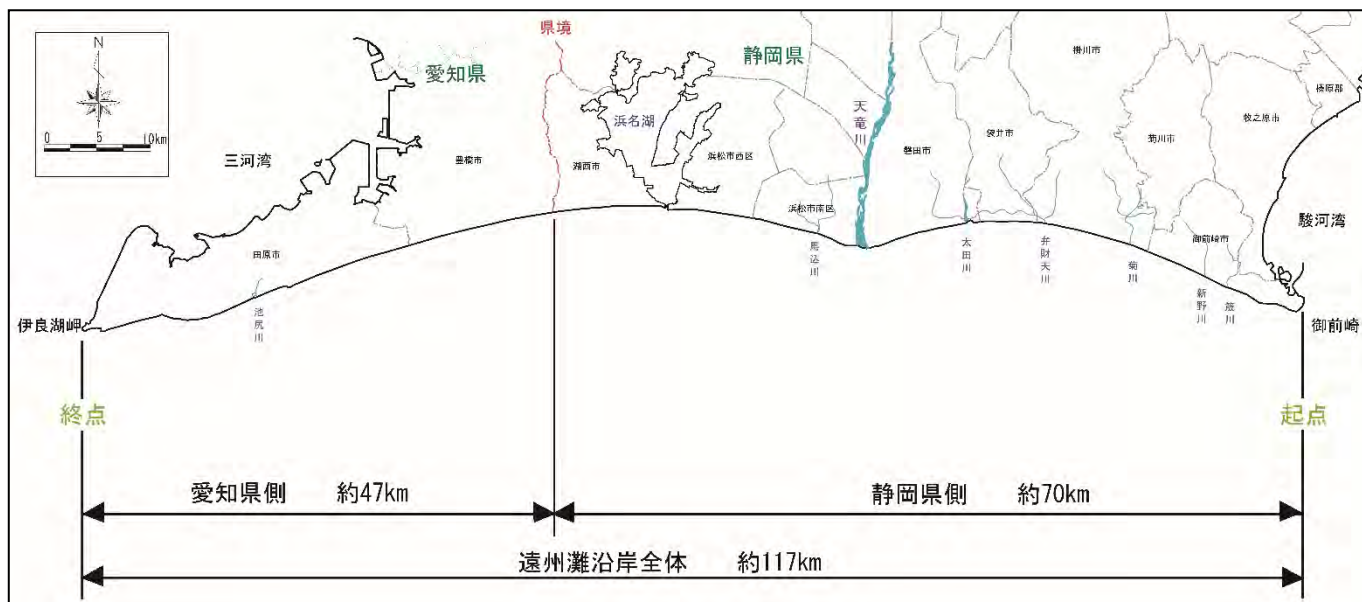 N
0 5 10km
愛知県
県境
静岡県
掛川市
榛原郡
牧之原市
浜名湖
天竜川
三河湾
豊橋市
湖西市
浜松市西区
磐田市
袋井市
菊川市
浜松市南区
御前崎市
駿河湾
田原市
馬込川
太田川
弁財天川
菊川
新野川
筬川
池尻川
伊良湖岬
御前崎
終点
起点
愛知県側 約47km
静岡県側 約70km
遠州灘沿岸全体 約117km